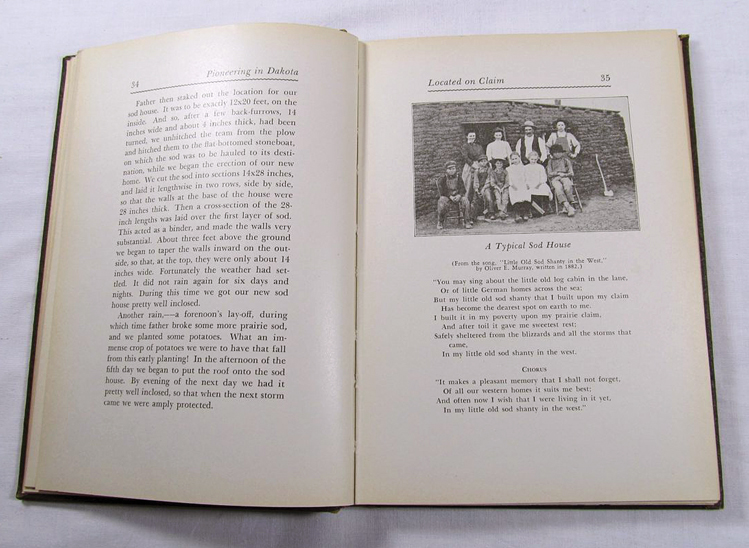 34 Pioneering in Dakota
Father then staked out the location for our
sod house. It was to be exactly 12x20 feet, on the
inside. And so, after a few back-furrows, 14
inches wide and about 4 inches thick, had been
turned, we unhitched the team from the plow
and hitched them to the flat-bottomed stoneboat,
on which the sod was to be hauled to its desti-
nation, while we began the erection of our new
home. We cut the sod into sections 14x28 inches,
and laid it lengthwise in two rows, side by side,
so that the walls at the base of the house were
28 inches thick. Then a cross-section of the 28-
inch lengths was laid over the first layer of sod.
This acted as a binder, and made the walls very
substantial. About three feet above the ground
we began to taper the walls inward on the out-
side, so that, at the top, they were only about 14
inches wide. Fortunately the weather had set-
tled. It did not rain again for six days and
nights. During this time we got our new sod
house pretty well inclosed.
Another rain,—a forenoon's lay-off, during
which time father broke some more prairie sod,
and we planted some potatoes. What an im-
mense crop of potatoes we were to have that fall
from this early planting! In the afternoon of the
fifth day we began to put the roof onto the sod
house. By evening of the next day we had it
pretty well inclosed, so that when the next storm
came we were amply protected.
Located on Claim 35
A Typical Sod House
(From the song, "Little Old Sod Shanty in the West,"
by Oliver E. Murray, written in 1882.)
"You may sing about the little old log cabin in the lane,
Or of little German homes across the sea;
But my little old sod shanty that I built upon my claim
Has become the dearest spot on earth to me.
I built it in my poverty upon my prairie claim,
And after toil it gave me sweetest rest;
Safely sheltered from the blizzards and all the storms that
came,
In my little old sod shanty in the west.
CHORUS
"It makes a pleasant memory that I shall not forget,
Of all our western homes it suits me best;
And often now I wish that I were living in it yet,
In my little old sod shanty in the west."